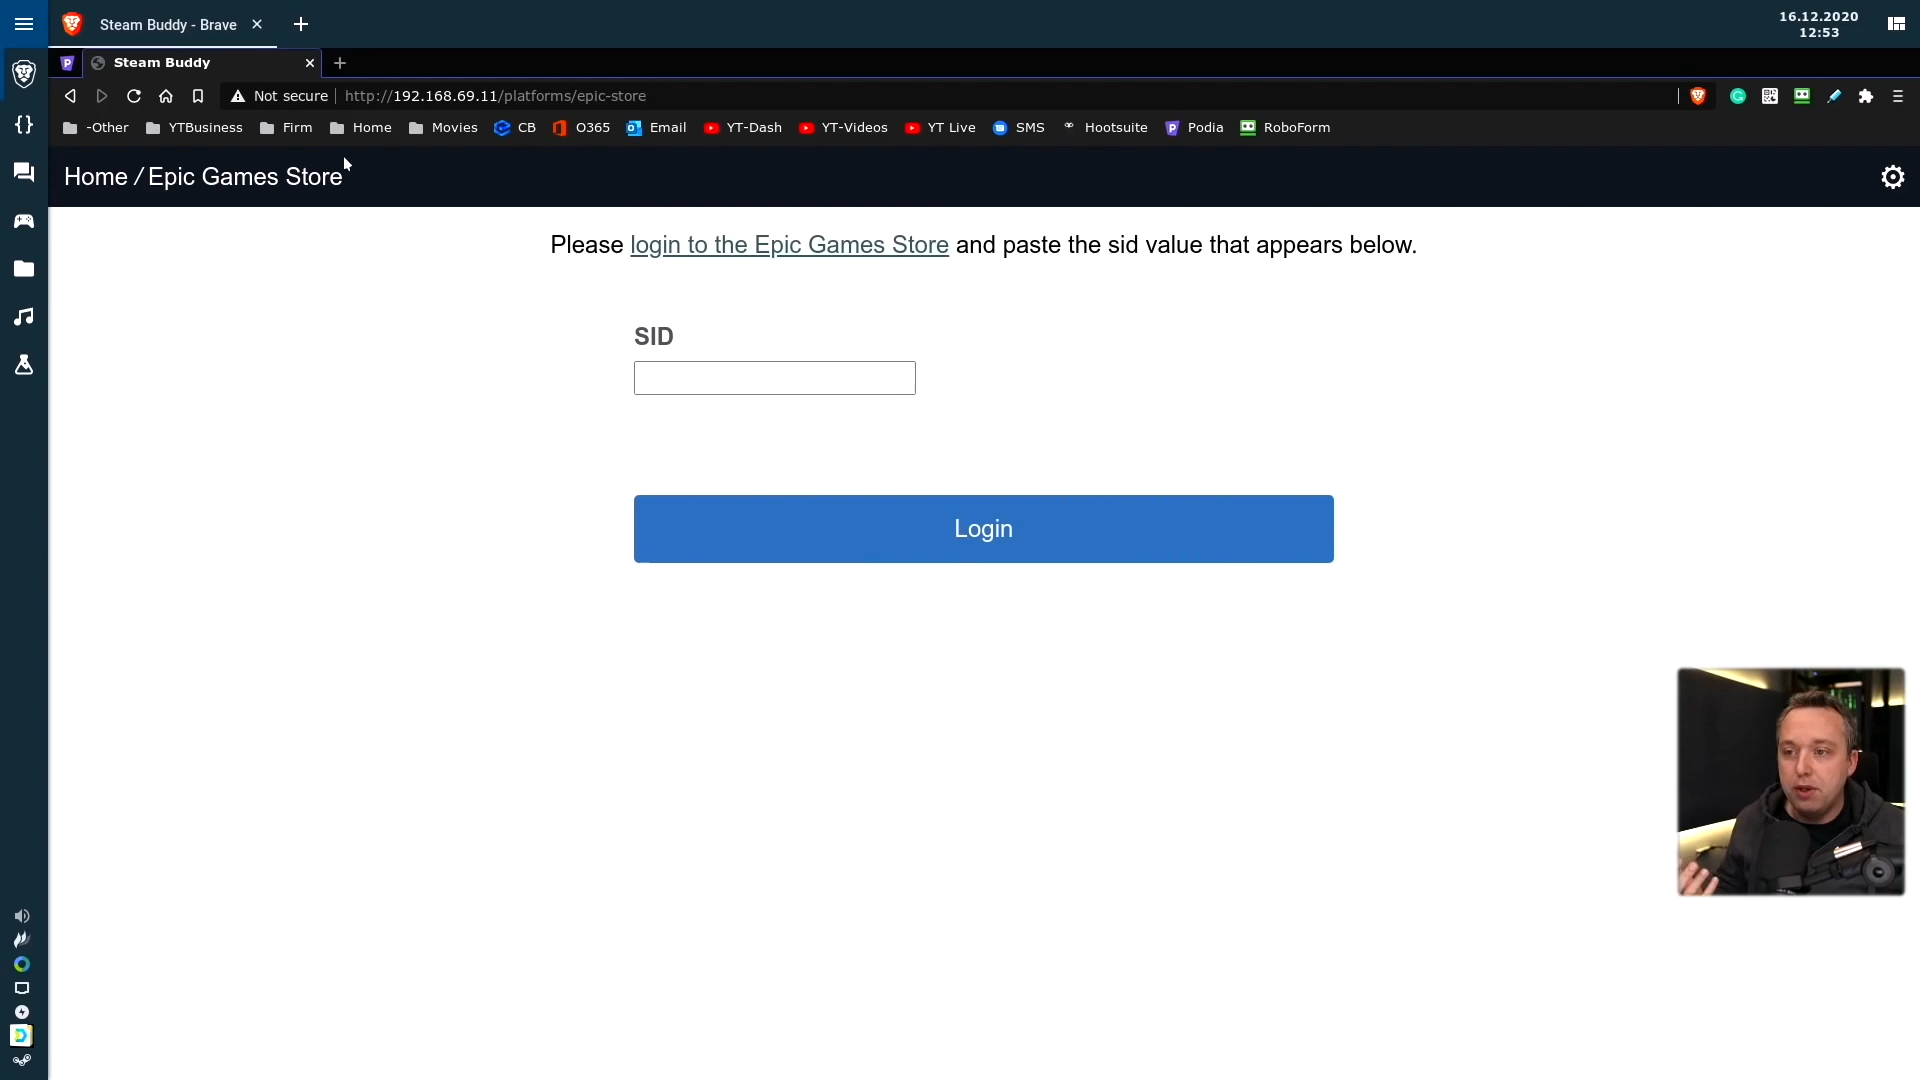 Steam Buddy - Brave
16.12.2020
12:53
Steam Buddy
Not secure http://192.168.69.11/platforms/epic-store
-Other YTBusiness Firm Home Movies CB O365 Email YT-Dash YT-Videos YT Live SMS Hootsuite Podia RoboForm
Home / Epic Games Store
Please login to the Epic Games Store and paste the sid value that appears below.
SID
Login